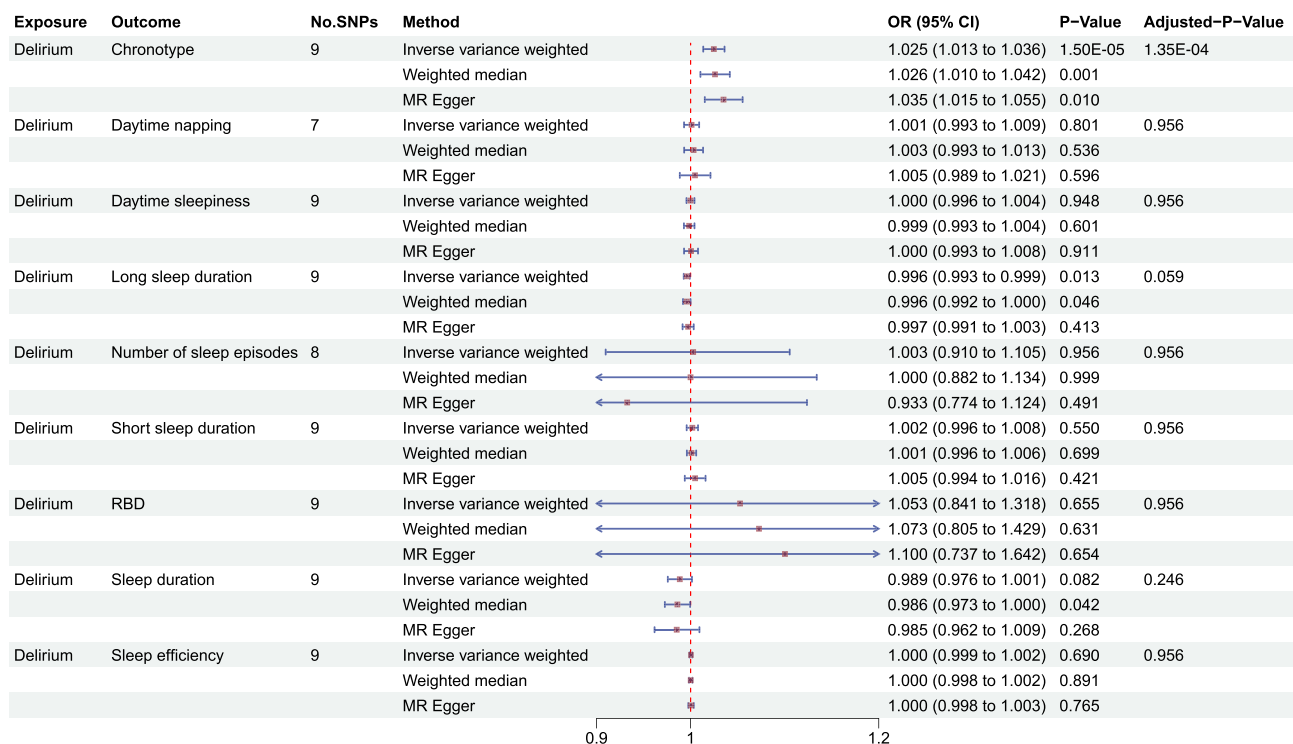 Exposure Outcome No.SNPs Method OR (95% CI) P−Value Adjusted−P−Value
Delirium Chronotype 9 Inverse variance weighted 1.025 (1.013 to 1.036) 1.50E-05 1.35E-04
Weighted median 1.026 (1.010 to 1.042) 0.001
MR Egger 1.035 (1.015 to 1.055) 0.010
Delirium Daytime napping 7 Inverse variance weighted 1.001 (0.993 to 1.009) 0.801 0.956
Weighted median 1.003 (0.993 to 1.013) 0.536
MR Egger 1.005 (0.989 to 1.021) 0.596
Delirium Daytime sleepiness 9 Inverse variance weighted 1.000 (0.996 to 1.004) 0.948 0.956
Weighted median 0.999 (0.993 to 1.004) 0.601
MR Egger 1.000 (0.993 to 1.008) 0.911
Delirium Long sleep duration 9 Inverse variance weighted 0.996 (0.993 to 0.999) 0.013 0.059
Weighted median 0.996 (0.992 to 1.000) 0.046
MR Egger 0.997 (0.991 to 1.003) 0.413
Delirium Number of sleep episodes 8 Inverse variance weighted 1.003 (0.910 to 1.105) 0.956 0.956
Weighted median 1.000 (0.882 to 1.134) 0.999
MR Egger 0.933 (0.774 to 1.124) 0.491
Delirium Short sleep duration 9 Inverse variance weighted 1.002 (0.996 to 1.008) 0.550 0.956
Weighted median 1.001 (0.996 to 1.006) 0.699
MR Egger 1.005 (0.994 to 1.016) 0.421
Delirium RBD 9 Inverse variance weighted 1.053 (0.841 to 1.318) 0.655 0.956
Weighted median 1.073 (0.805 to 1.429) 0.631
MR Egger 1.100 (0.737 to 1.642) 0.654
Delirium Sleep duration 9 Inverse variance weighted 0.989 (0.976 to 1.001) 0.082 0.246
Weighted median 0.986 (0.973 to 1.000) 0.042
MR Egger 0.985 (0.962 to 1.009) 0.268
Delirium Sleep efficiency 9 Inverse variance weighted 1.000 (0.999 to 1.002) 0.690 0.956
Weighted median 1.000 (0.998 to 1.002) 0.891
MR Egger 1.000 (0.998 to 1.003) 0.765
0.9 1 1.2